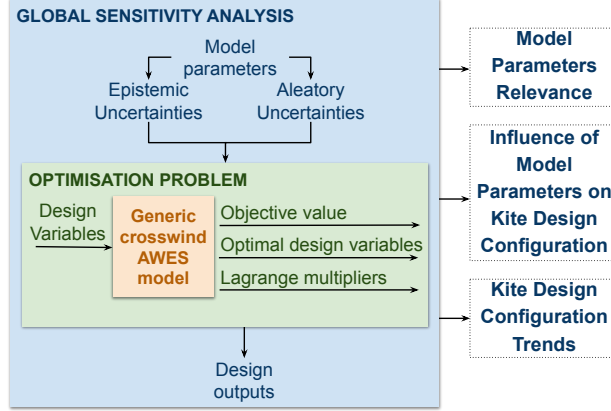 GLOBAL SENSITIVITY ANALYSIS
Model
parameters
Epistemic
Uncertainties
Aleatory
Uncertainties
OPTIMISATION PROBLEM
Design
Variables
Generic
crosswind
AWES
model
Objective value
Optimal design variables
Lagrange multipliers
Design
outputs
Model
Parameters
Relevance
Influence of
Model
Parameters on
Kite Design
Configuration
Kite Design
Configuration
Trends